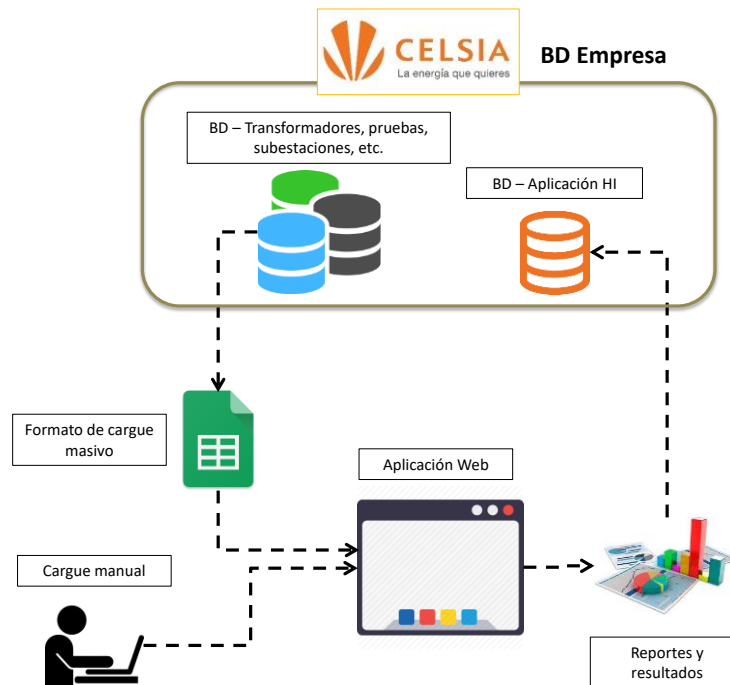 CELSIA
La energía que quieres
BD Empresa
BD – Transformadores, pruebas,
subestaciones, etc.
BD – Aplicación HI
Formato de cargue
masivo
Aplicación Web
Cargue manual
Reportes y
resultados